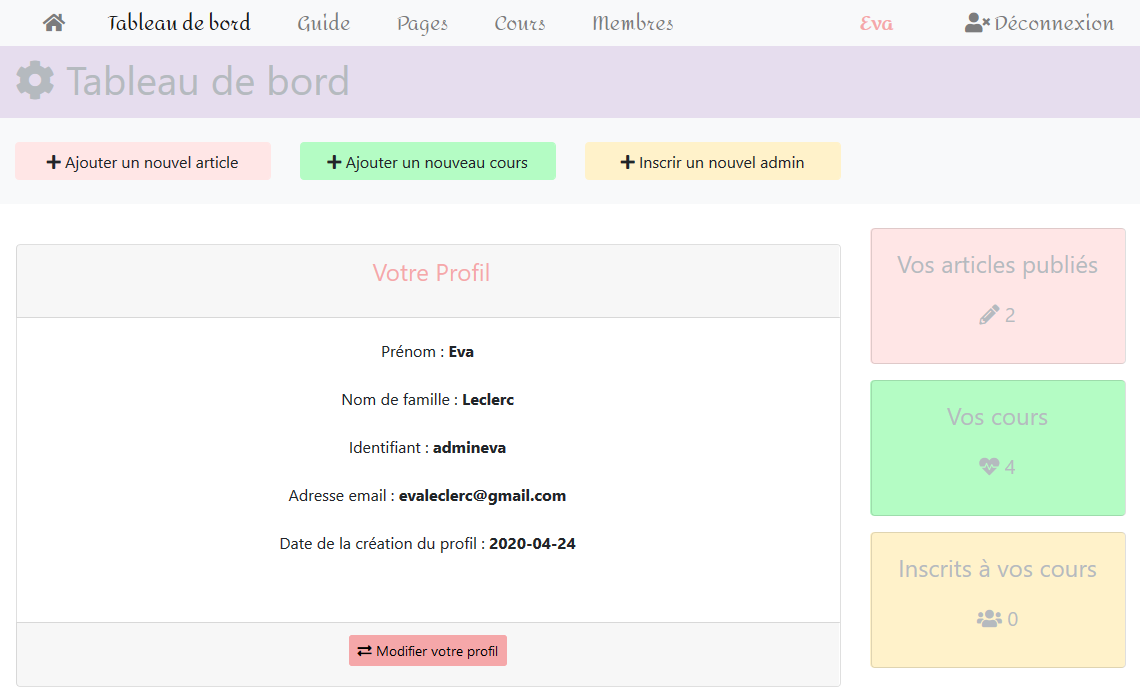 Tableau de bord Guide Pages Cours Membres Eva Déconnexion
Tableau de bord
Ajouter un nouvel article Ajouter un nouveau cours Inscrir un nouvel admin
Votre Profil
Prénom : Eva
Nom de famille : Leclerc
Identifiant : admineva
Adresse email : evaleclerc@gmail.com
Date de la création du profil : 2020-04-24
Modifier votre profil
Vos articles publiés
2
Vos cours
4
Inscrits à vos cours
0